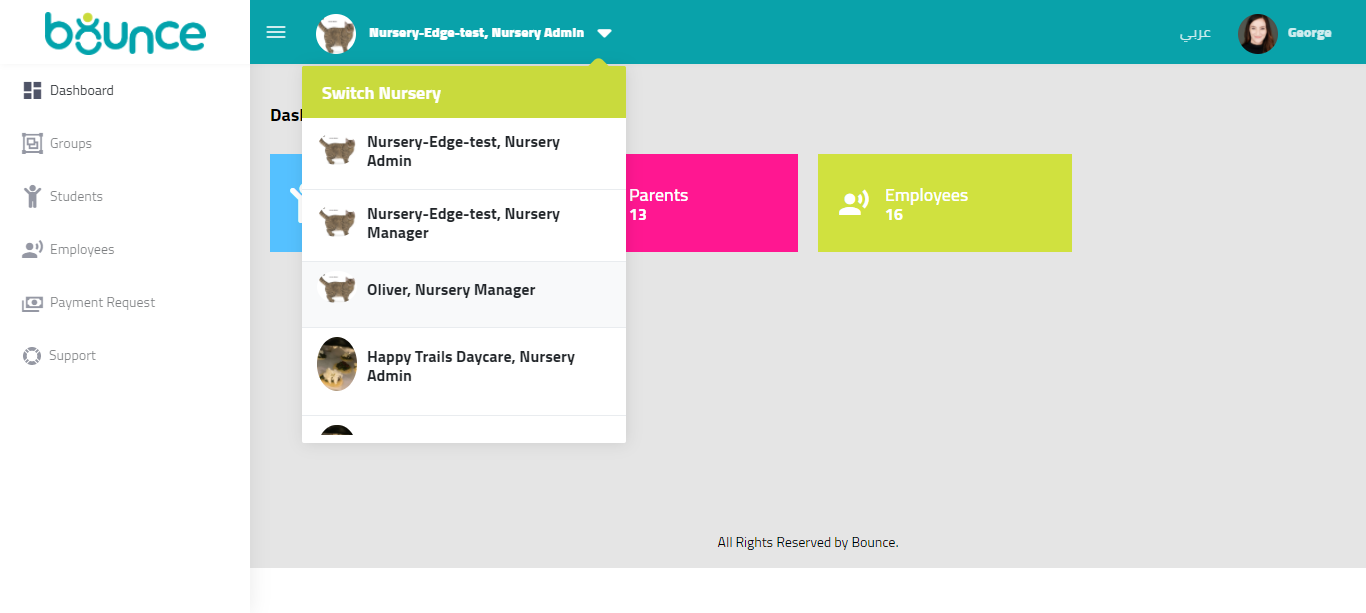 bounce
Nursery-Edge-test, Nursery Admin
عربي
George
Dashboard
Groups
Students
Employees
Payment Request
Support
Switch Nursery
Nursery-Edge-test, Nursery
Admin
Nursery-Edge-test, Nursery
Manager
Oliver, Nursery Manager
Happy Trails Daycare, Nursery
Admin
Parents
13
Employees
16
All Rights Reserved by Bounce.